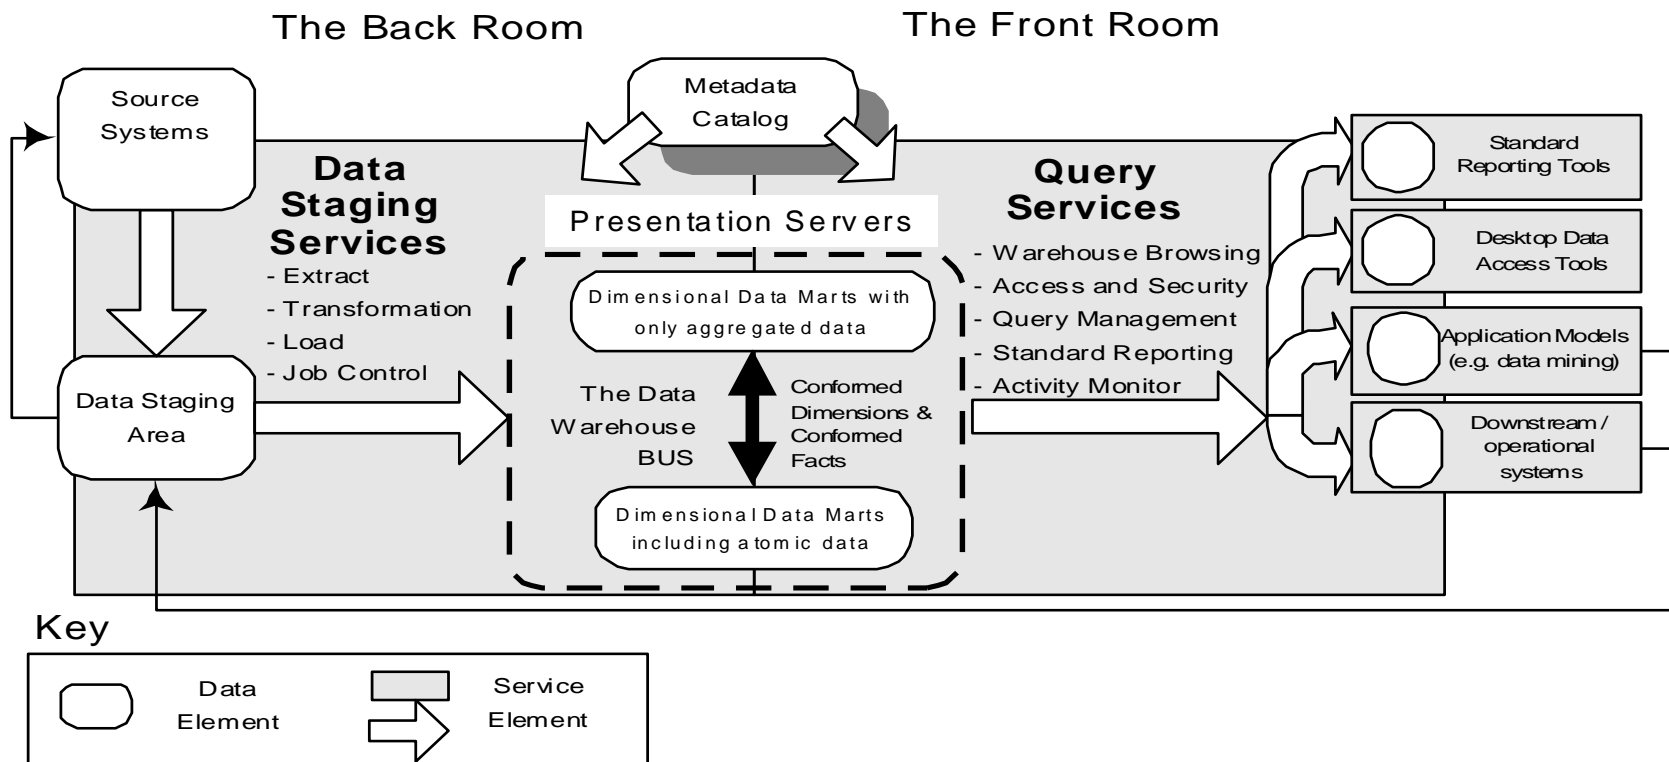 The Back Room
The Front Room
Source
Systems
Metadata
Catalog
Data
Staging
Services
- Extract
- Transformation
- Load
- Job Control
Data Staging
Area
Presentation Servers
Dimensional Data Marts with
only aggregated data
The Data
Warehouse
BUS
Conformed
Dimensions &
Conformed
Facts
Dimensional Data Marts
including atomic data
Query
Services
- Warehouse Browsing
- Access and Security
- Query Management
- Standard Reporting
- Activity Monitor
Standard
Reporting Tools
Desktop Data
Access Tools
Application Models
(e.g. data mining)
Downstream /
operational
systems
Key
Data
Element
Service
Element